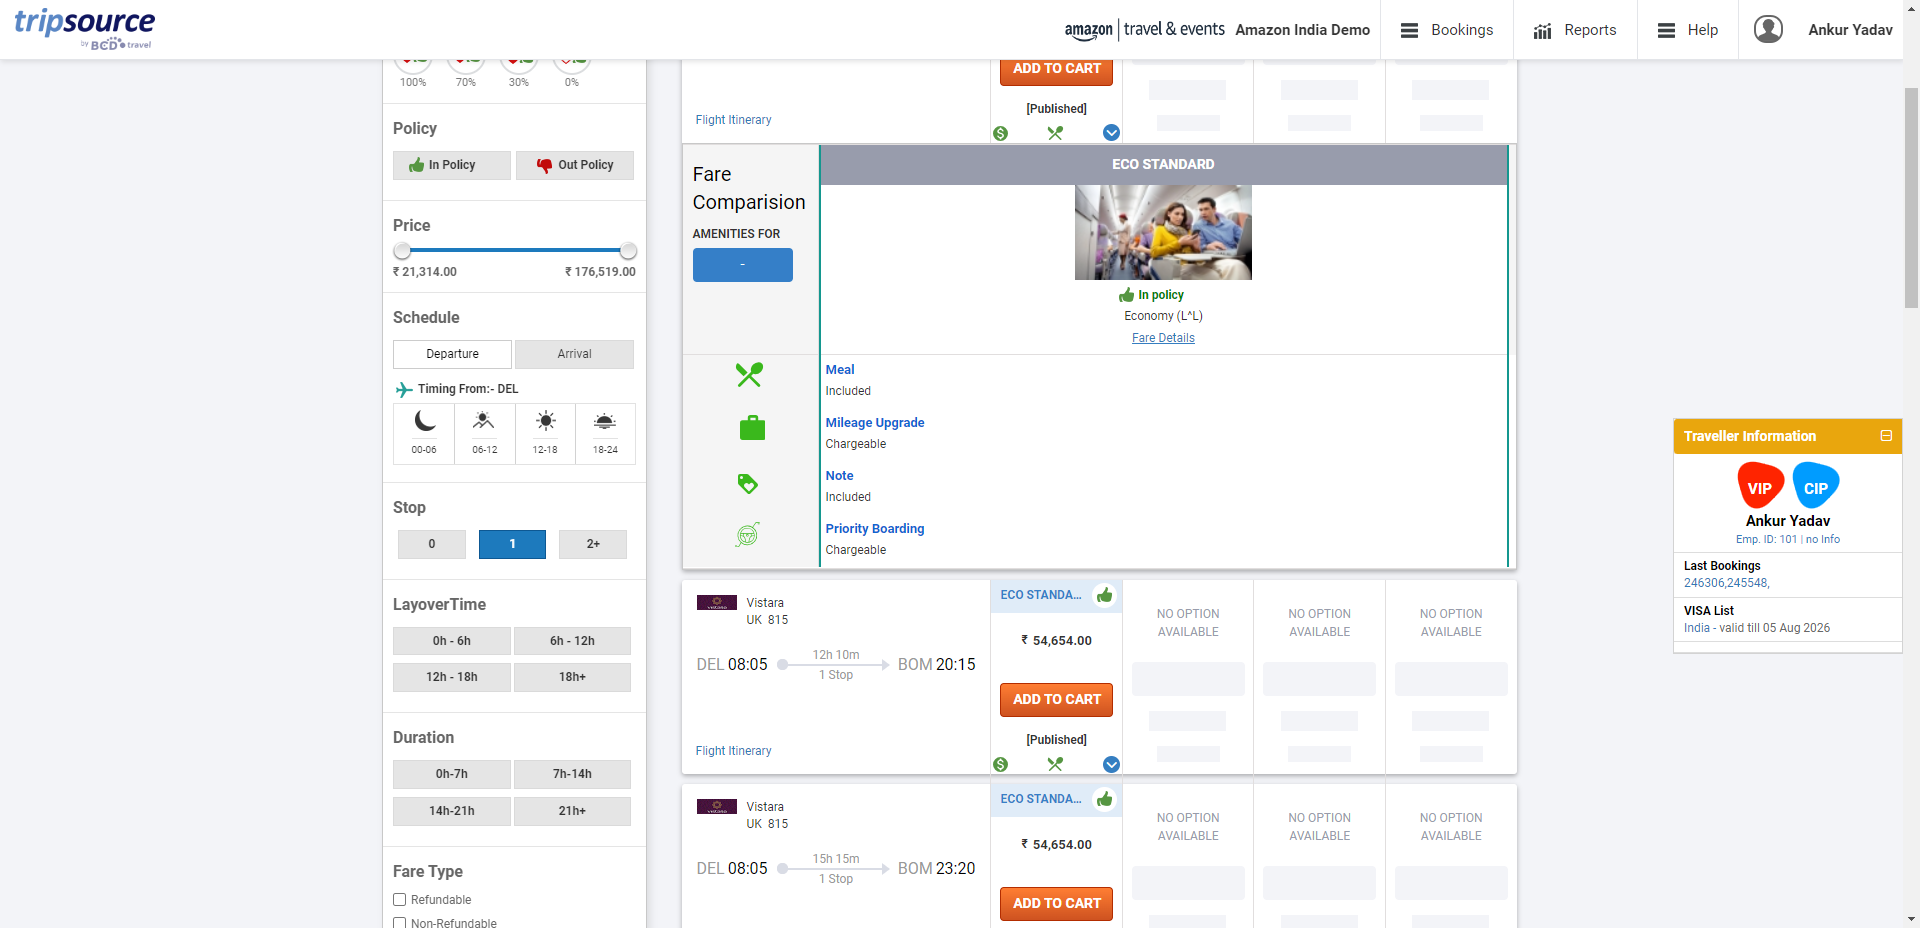 tripsource
by BCD travel
amazon travel & events
Amazon India Demo
Bookings
Reports
Help
Ankur Yadav
100%
70%
30%
0%
Policy
In Policy
Out Policy
Price
₹ 21,314.00
₹ 176,519.00
Schedule
Departure
Arrival
Timing From:- DEL
00-06
06-12
12-18
18-24
Stop
0
1
2+
LayoverTime
0h - 6h
6h - 12h
12h - 18h
18h+
Duration
0h-7h
7h-14h
14h-21h
21h+
Fare Type
Refundable
Non-Refundable
ADD TO CART
[Published]
Flight Itinerary
Fare
Comparision
AMENITIES FOR
-
ECO STANDARD
In policy
Economy (L^L)
Fare Details
Meal
Included
Mileage Upgrade
Chargeable
Note
Included
Priority Boarding
Chargeable
Vistara
UK 815
DEL 08:05
12h 10m
1 Stop
BOM 20:15
Flight Itinerary
ECO STANDA...
₹ 54,654.00
ADD TO CART
[Published]
NO OPTION
AVAILABLE
NO OPTION
AVAILABLE
NO OPTION
AVAILABLE
Vistara
UK 815
DEL 08:05
15h 15m
1 Stop
BOM 23:20
ECO STANDA...
₹ 54,654.00
ADD TO CART
NO OPTION
AVAILABLE
NO OPTION
AVAILABLE
NO OPTION
AVAILABLE
Traveller Information
VIP
CIP
Ankur Yadav
Emp. ID: 101 | no Info
Last Bookings
246306,245548,
VISA List
India - valid till 05 Aug 2026